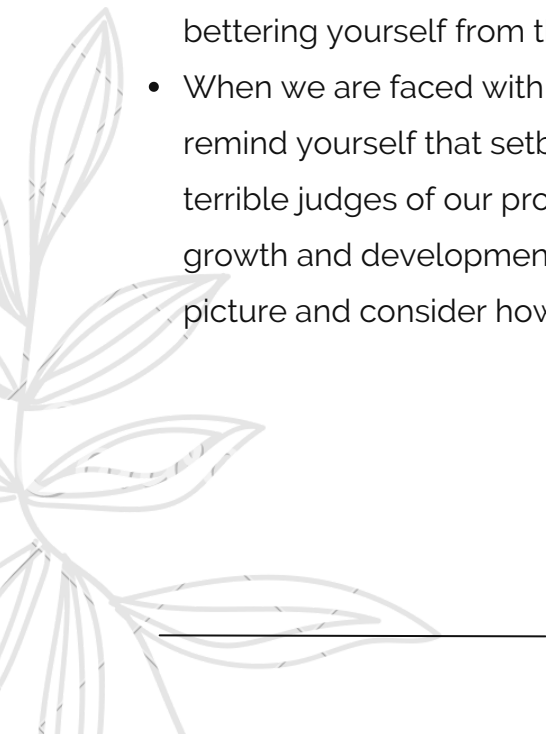 bettering yourself from t
• When we are faced with
remind yourself that setb
terrible judges of our pro
growth and developmen
picture and consider how